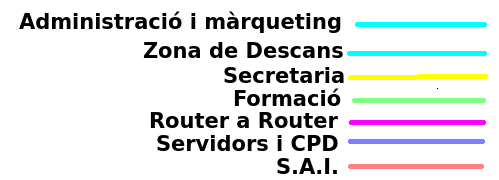 Administració i màrqueting
Zona de Descans
Secretaria
Formació
Router a Router
Servidors i CPD
S.A.I.